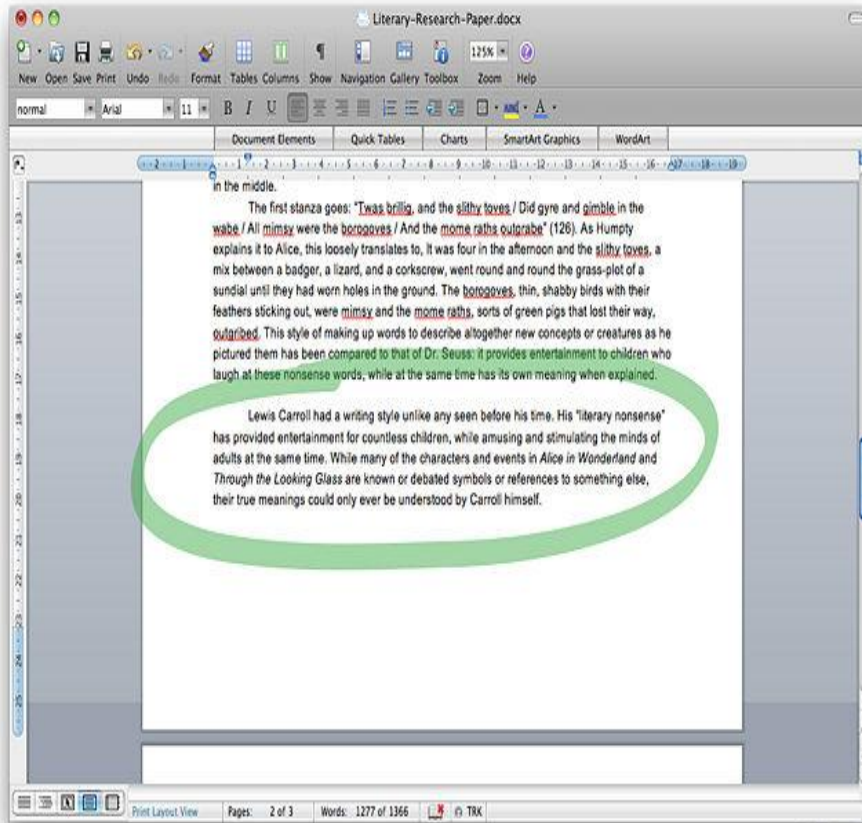 Literary-Research-Paper.docx
125%
New Open Save Print Undo Redo Format Tables Columns Show Navigation Gallery Toolbox Zoom Help
normal Arial 11 B I U
Document Elements Quick Tables Charts SmartArt Graphics WordArt
in the middle.
The first stanza goes: "Twas brillig, and the slithy toves / Did gyre and gimble in the
wabe / All mimsy were the borogoves / And the mome raths outgrabe" (126). As Humpty
explains it to Alice, this loosely translates to, It was four in the afternoon and the slithy toves, a
mix between a badger, a lizard, and a corkscrew, went round and round the grass-plot of a
sundial until they had worn holes in the ground. The borogoves, thin, shabby birds with their
feathers sticking out, were mimsy and the mome raths, sorts of green pigs that lost their way,
outgribed. This style of making up words to describe altogether new concepts or creatures as he
pictured them has been compared to that of Dr. Seuss: it provides entertainment to children who
laugh at these nonsense words, while at the same time has its own meaning when explained.
Lewis Carroll had a writing style unlike any seen before his time. His "literary nonsense"
has provided entertainment for countless children, while amusing and stimulating the minds of
adults at the same time. While many of the characters and events in Alice in Wonderland and
Through the Looking Glass are known or debated symbols or references to something else,
their true meanings could only ever be understood by Carroll himself.
Print Layout View Pages: 2 of 3 Words: 1277 of 1366 TRK